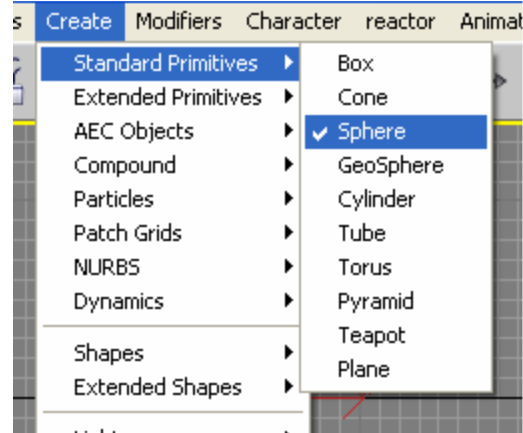 s Create Modifiers Character reactor Animat
Standard Primitives
Extended Primitives
AEC Objects
Compound
Particles
Patch Grids
NURBS
Dynamics
Shapes
Extended Shapes
Box
Cone
Sphere
GeoSphere
Cylinder
Tube
Torus
Pyramid
Teapot
Plane